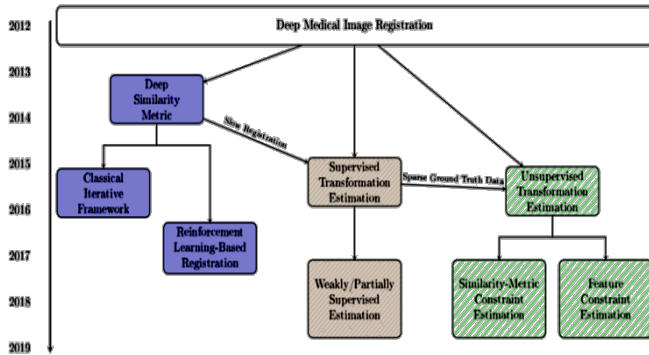 2012
Deep Medical Image Registration
2013
Deep
Similarity
Metric
2014
Slow Registration
2015
Classical
Iterative
Framework
Supervised
Transformation
Estimation
Sparse Ground Truth Data
Unsupervised
Transformation
Estimation
2016
Reinforcement
Learning-Based
Registration
2017
Weakly/Partially
Supervised
Estimation
Similarity-Metric
Constraint
Estimation
Feature
Constraint
Estimation
2018
2019